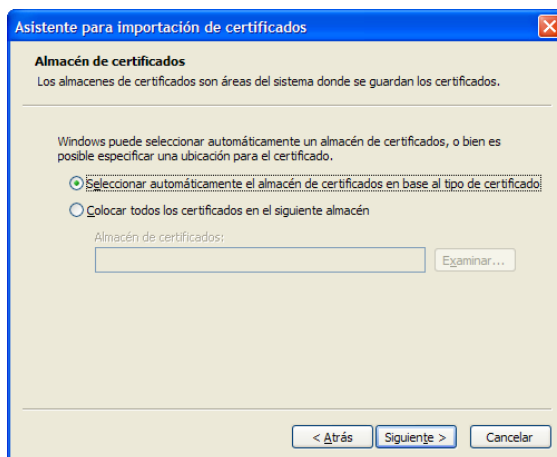 Asistente para importación de certificados
Almacén de certificados
Los almacenes de certificados son áreas del sistema donde se guardan los certificados.
Windows puede seleccionar automáticamente un almacén de certificados, o bien es
posible especificar una ubicación para el certificado.
Seleccionar automáticamente el almacén de certificados en base al tipo de certificado
Colocar todos los certificados en el siguiente almacén
Almacén de certificados:
Examinar...
< Atrás
Siguiente >
Cancelar